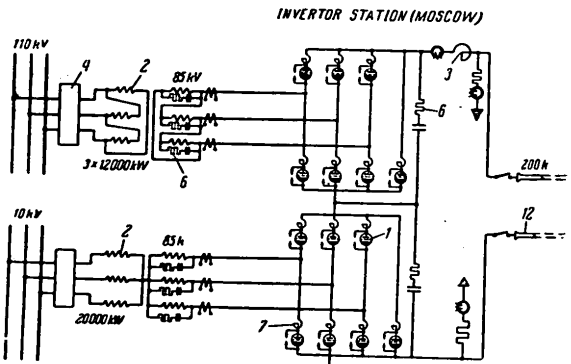 INVERTOR STATION (MOSCOW)
110 kV
4
2
85 kV
3
6
3 x 12000 kW
6
200 k
10 kV
2
85 k
1
12
20000 kW
7